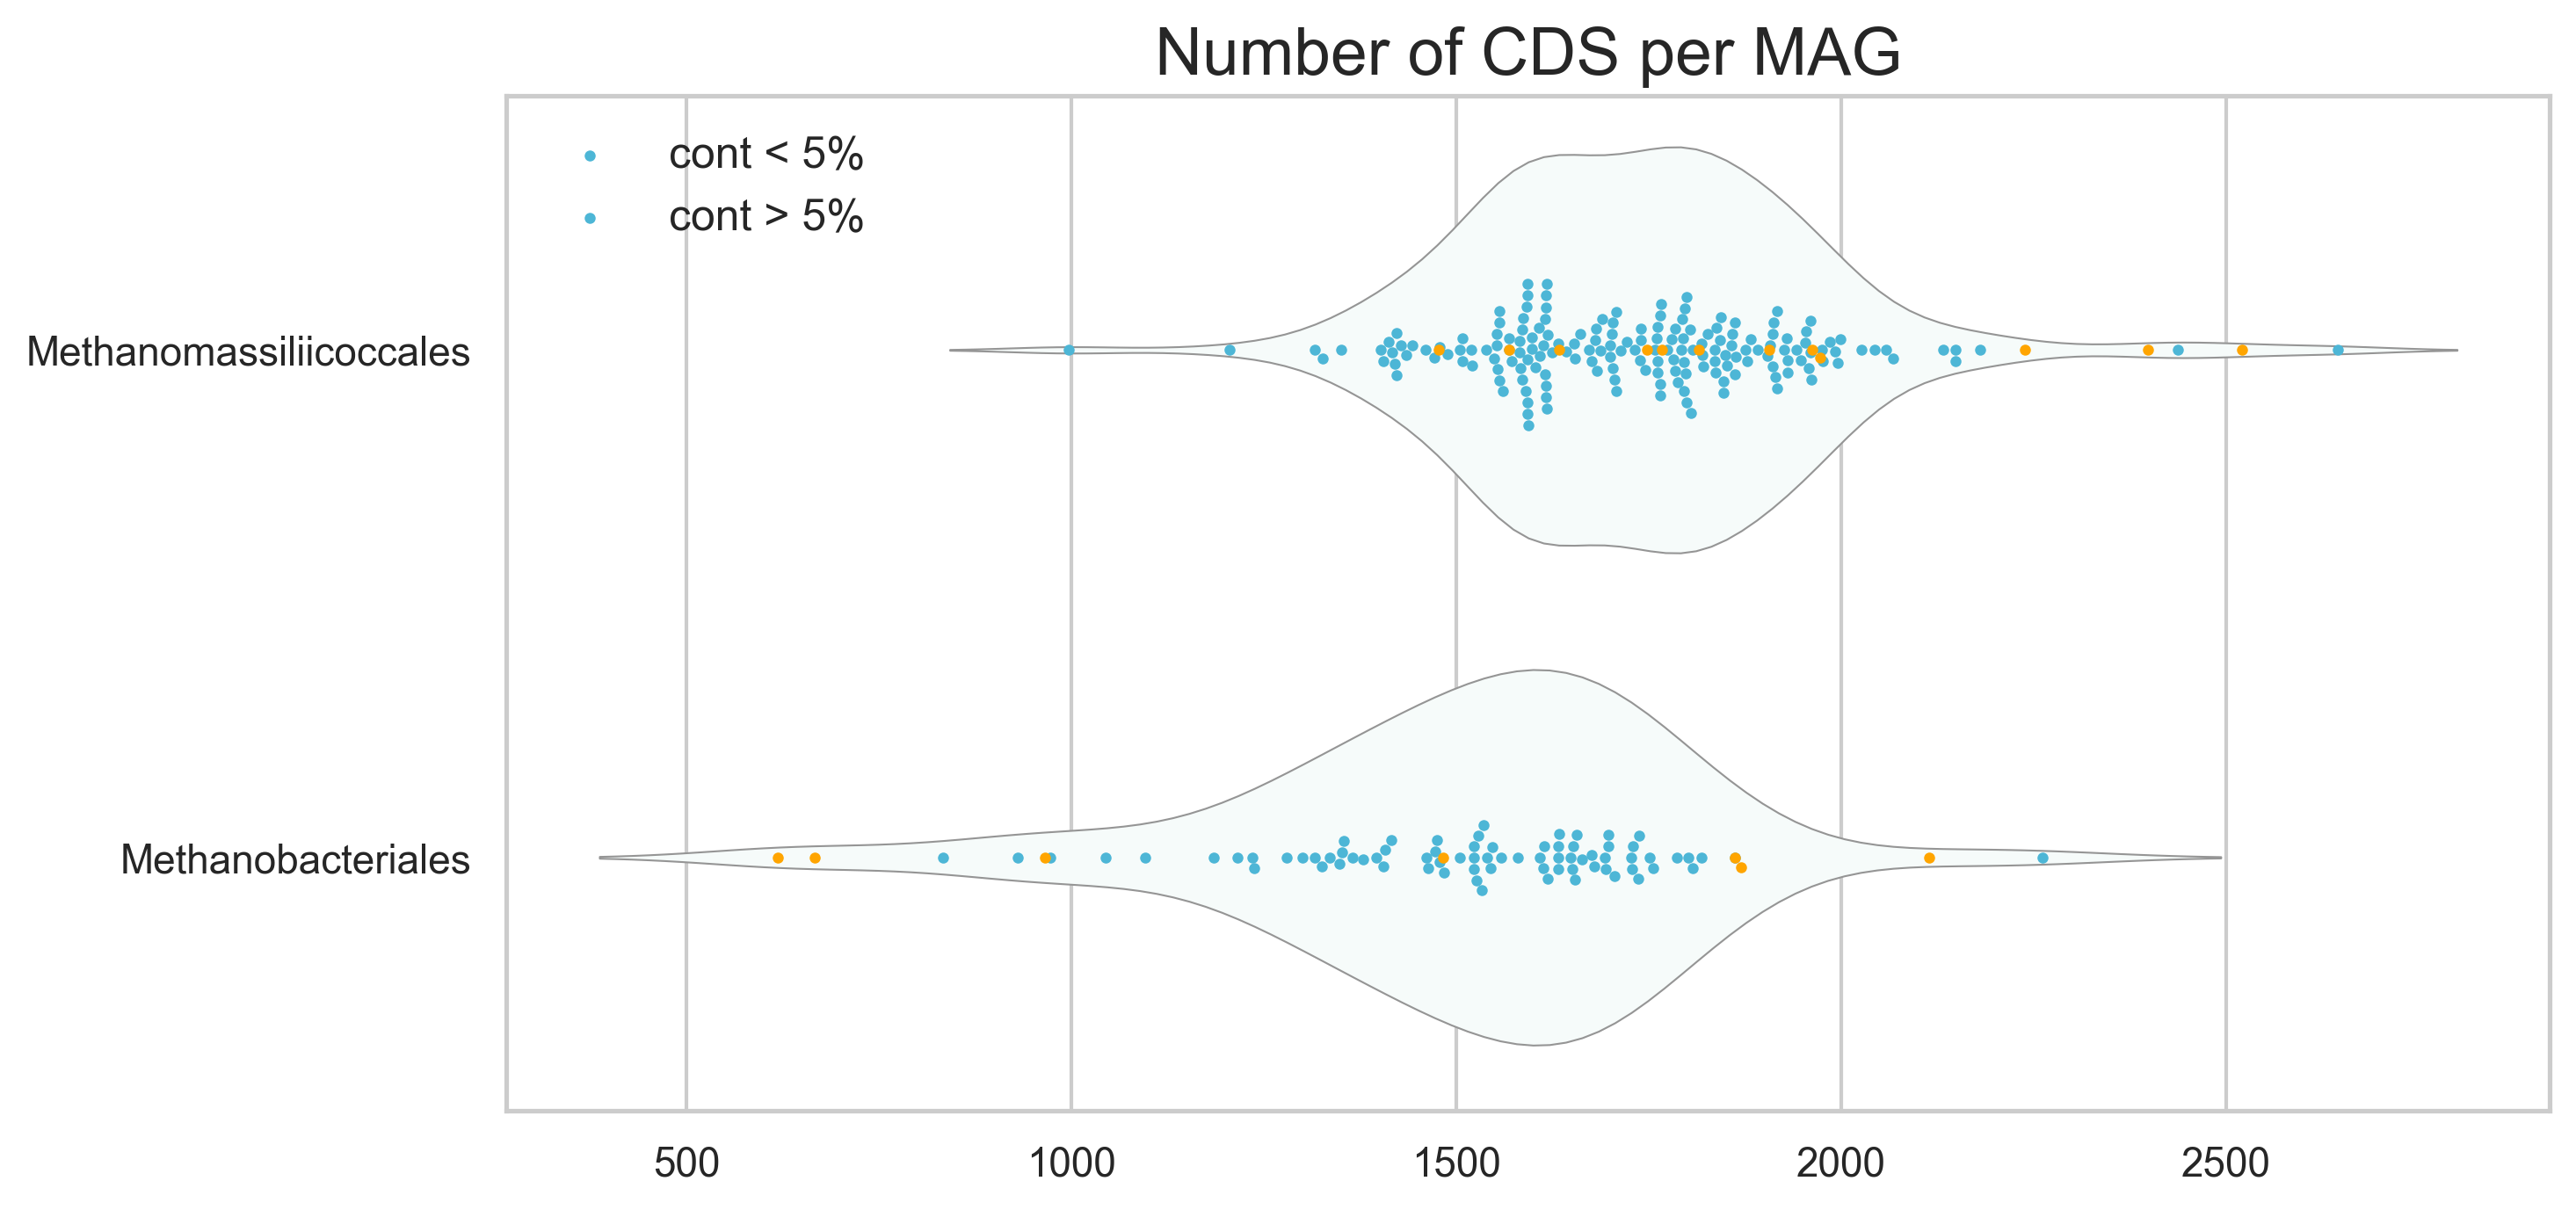 Number of CDS per MAG
cont < 5%
cont > 5%
Methanomassiliicoccales
Methanobacteriales
500 1000 1500 2000 2500